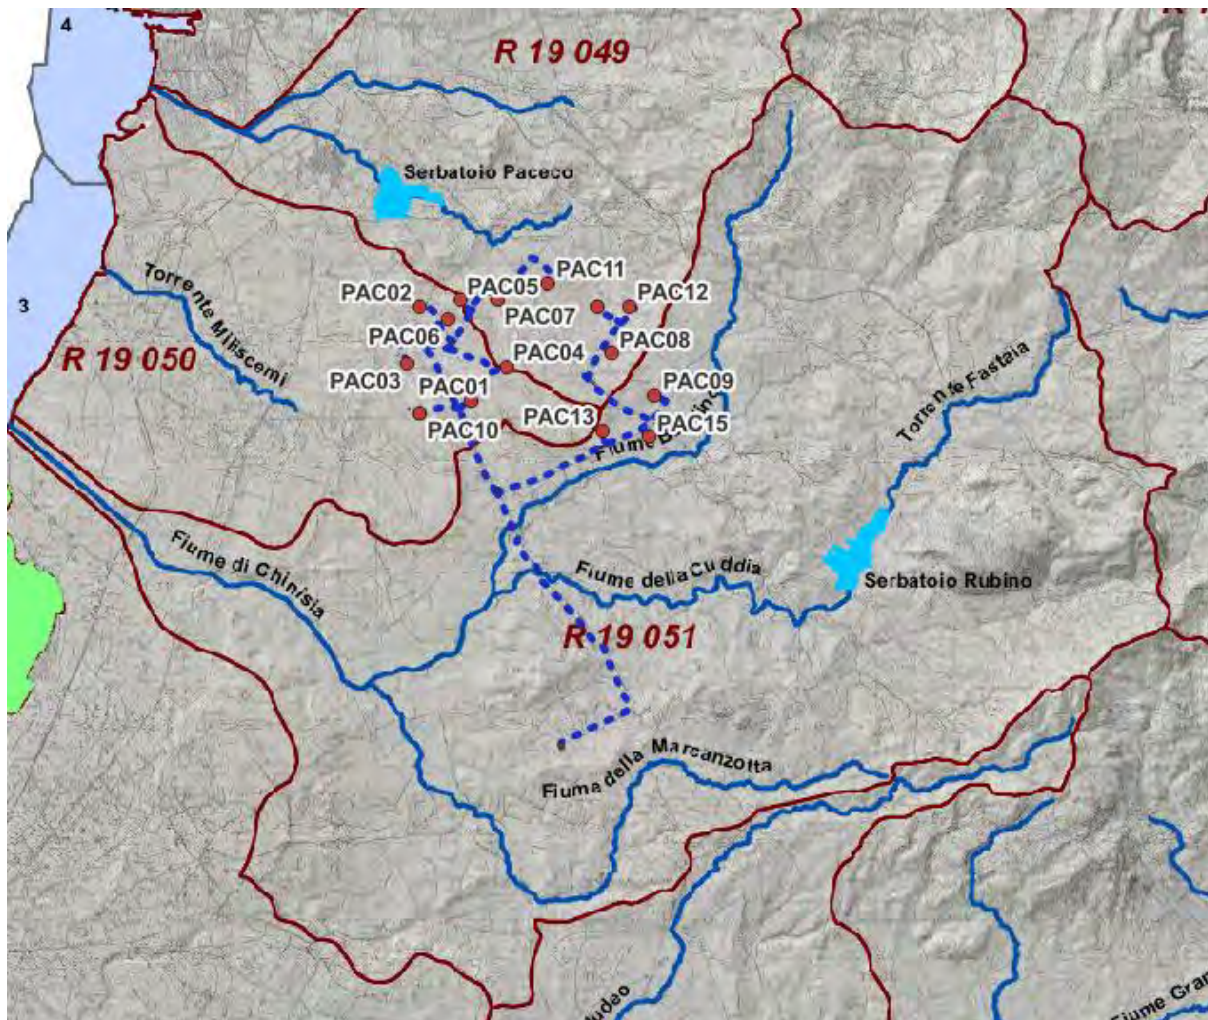 4
R 19 049
Serbatoio Paceco
Torrente Miliscemi
3
R 19 050
PAC11
PAC05
PAC02
PAC12
PAC07
PAC06
PAC08
PAC04
PAC03
PAC01
PAC09
PAC13
PAC10
PAC15
Torrente Fastaia
Fiume di Chinisia
Fiume della Cuddia
Serbatoio Rubino
R 19 051
Fiuma della Marcanzotta